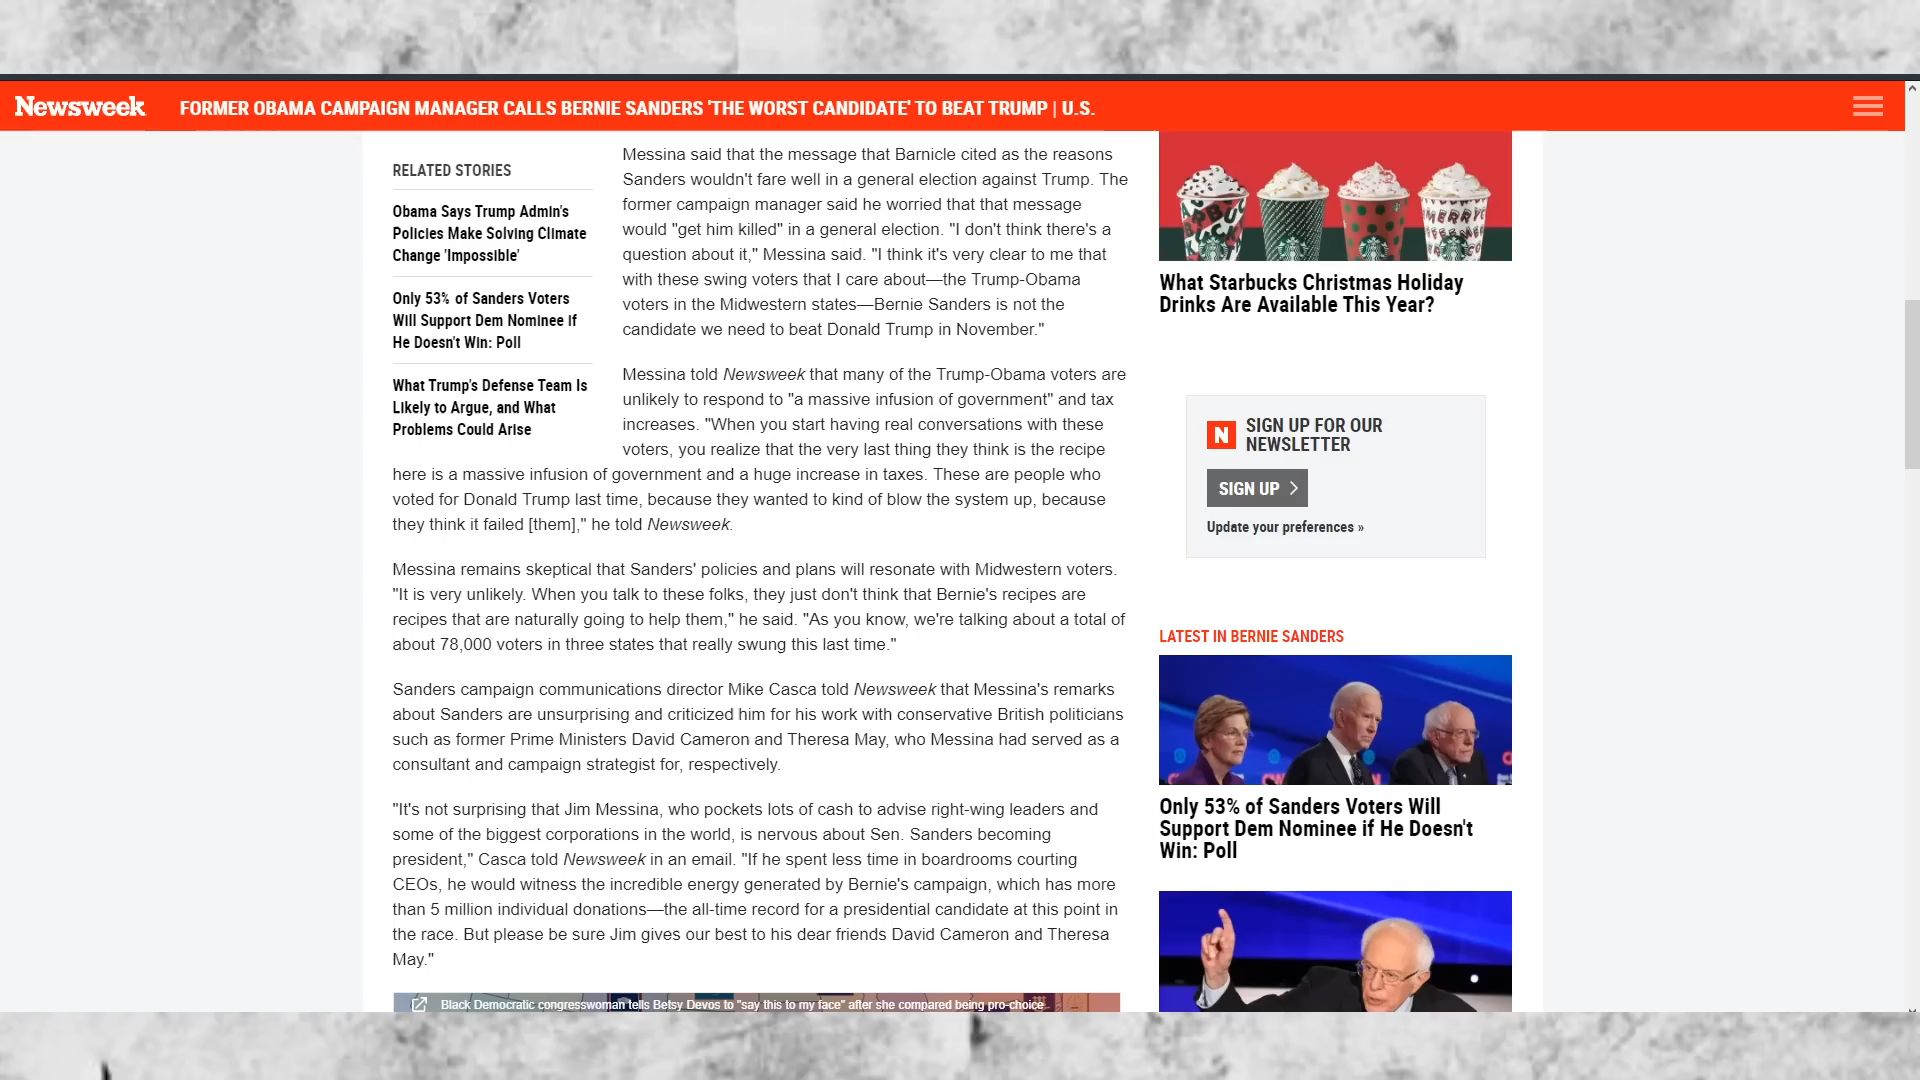 Newsweek
FORMER OBAMA CAMPAIGN MANAGER CALLS BERNIE SANDERS 'THE WORST CANDIDATE' TO BEAT TRUMP | U.S.
RELATED STORIES
Obama Says Trump Admin's
Policies Make Solving Climate
Change 'Impossible'
Only 53% of Sanders Voters
Will Support Dem Nominee if
He Doesn't Win: Poll
What Trump's Defense Team Is
Likely to Argue, and What
Problems Could Arise
Messina said that the message that Barnicle cited as the reasons
Sanders wouldn't fare well in a general election against Trump. The
former campaign manager said he worried that that message
would "get him killed" in a general election. "I don't think there's a
question about it," Messina said. "I think it's very clear to me that
with these swing voters that I care about—the Trump-Obama
voters in the Midwestern states—Bernie Sanders is not the
candidate we need to beat Donald Trump in November."
Messina told Newsweek that many of the Trump-Obama voters are
unlikely to respond to "a massive infusion of government" and tax
increases. "When you start having real conversations with these
voters, you realize that the very last thing they think is the recipe
here is a massive infusion of government and a huge increase in taxes. These are people who
voted for Donald Trump last time, because they wanted to kind of blow the system up, because
they think it failed [them]," he told Newsweek.
Messina remains skeptical that Sanders' policies and plans will resonate with Midwestern voters.
"It is very unlikely. When you talk to these folks, they just don't think that Bernie's recipes are
recipes that are naturally going to help them," he said. "As you know, we're talking about a total of
about 78,000 voters in three states that really swung this last time."
Sanders campaign communications director Mike Casca told Newsweek that Messina's remarks
about Sanders are unsurprising and criticized him for his work with conservative British politicians
such as former Prime Ministers David Cameron and Theresa May, who Messina had served as a
consultant and campaign strategist for, respectively.
"It's not surprising that Jim Messina, who pockets lots of cash to advise right-wing leaders and
some of the biggest corporations in the world, is nervous about Sen. Sanders becoming
president," Casca told Newsweek in an email. "If he spent less time in boardrooms courting
CEOs, he would witness the incredible energy generated by Bernie's campaign, which has more
than 5 million individual donations—the all-time record for a presidential candidate at this point in
the race. But please be sure Jim gives our best to his dear friends David Cameron and Theresa
May."
Black Democratic congresswoman tells Betsy Devos to "say this to my face" after she compared being pro-choice
What Starbucks Christmas Holiday
Drinks Are Available This Year?
N
SIGN UP FOR OUR
NEWSLETTER
SIGN UP
Update your preferences »
LATEST IN BERNIE SANDERS
Only 53% of Sanders Voters Will
Support Dem Nominee if He Doesn't
Win: Poll